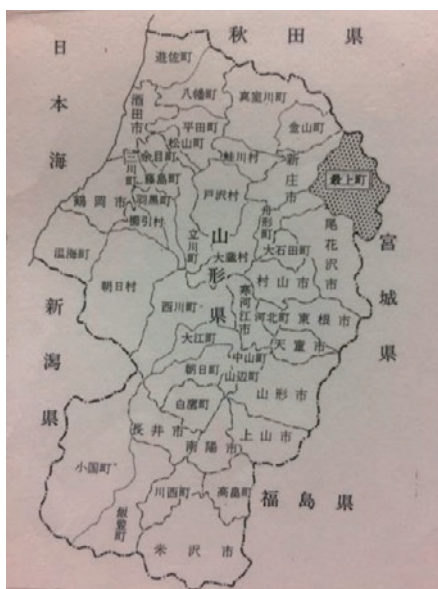 秋田県
日本海
宮城県
新潟県
福島県
山形県
遊佐町
八幡町
真室川町
酒田市
平田町
金山町
松山町
余目町
鮭川村
新庄市
三川町
藤島町
戸沢村
最上町
鶴岡市
羽黒町
舟形町
尾花沢市
櫛引村
立川町
大蔵村
大石田町
温海町
朝日村
村山市
西川町
寒河江市
河北町
東根市
大江町
天童市
中山町
朝日町
山辺町
山形市
白鷹町
長井市
南陽市
上山市
小国町
川西町
高畠町
飯豊町
米沢市